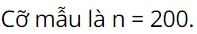 Cỡ mẫu là n = 200.